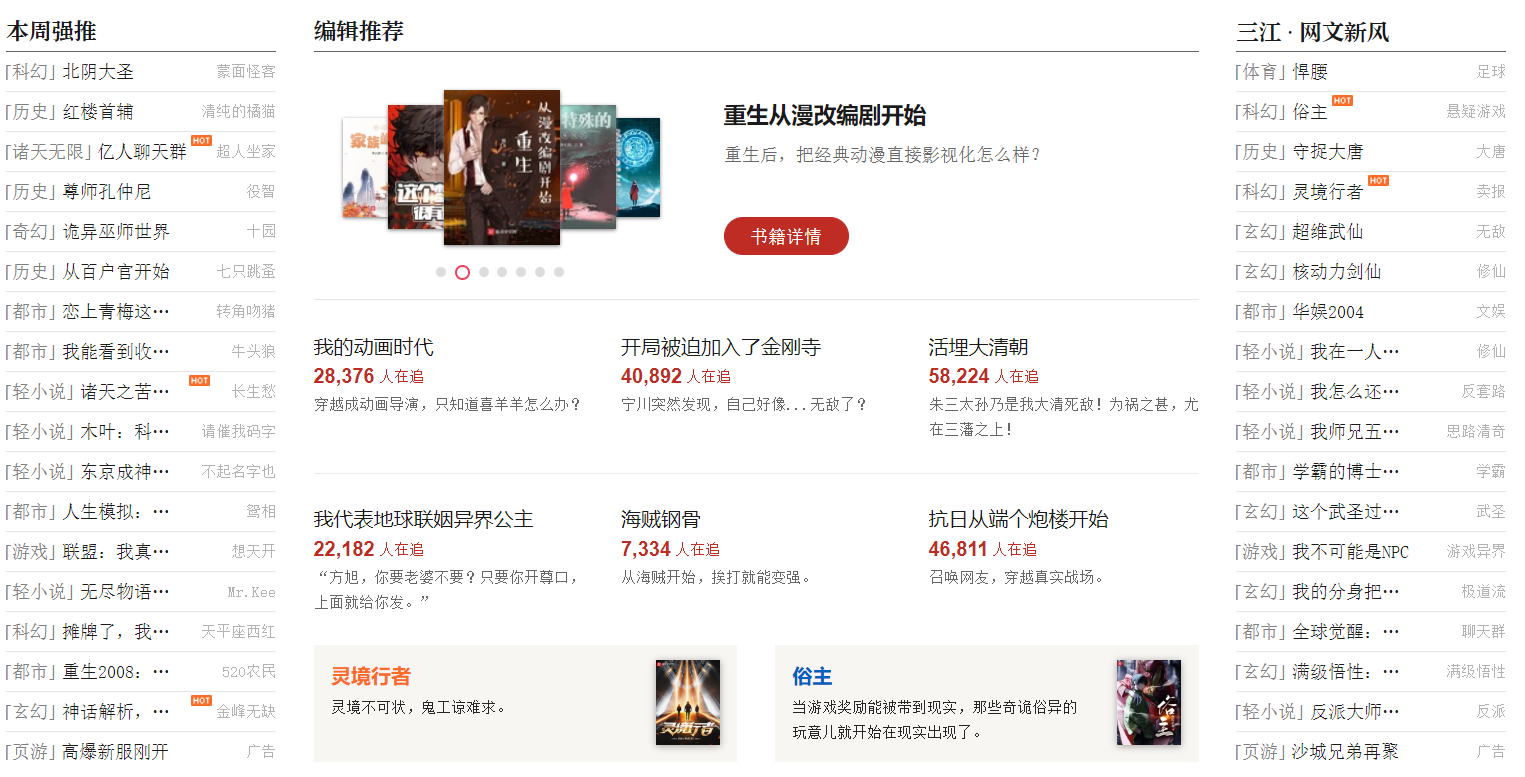 本周强推
「科幻」北阴大圣 蒙面怪客
「历史」红楼首辅 清纯的橘猫
「诸天无限」亿人聊天群 HOT 超人坐家
「历史」尊师孔仲尼 役智
「奇幻」诡异巫师世界 十园
「历史」从百户官开始 七只跳蚤
「都市」恋上青梅这… 转角吻猪
「都市」我能看到收… 牛头狼
「轻小说」诸天之苦… HOT 长生愁
「轻小说」木叶：科… 请催我码字
「轻小说」东京成神… 不起名字也
「都市」人生模拟：… 鸳相
「游戏」联盟：我真… 想天开
「轻小说」无尽物语… Mr.Kee
「科幻」摊牌了，我… 天平座西红
「都市」重生2008：… 520农民
「玄幻」神话解析，… HOT 金峰无缺
「页游」高爆新服刚开 广告
编辑推荐
家族
这个
很有
从漫改编剧开始
重生
特殊的
重生从漫改编剧开始
重生后，把经典动漫直接影视化怎么样？
书籍详情
我的动画时代
28,376 人在追
穿越成动画导演，只知道喜羊羊怎么办？
开局被迫加入了金刚寺
40,892 人在追
宁川突然发现，自己好像...无敌了？
活埋大清朝
58,224 人在追
朱三太孙乃是我大清死敌！为祸之甚，尤
在三藩之上！
我代表地球联姻异界公主
22,182 人在追
“方旭，你要老婆不要？只要你开尊口，
上面就给你发。”
海贼钢骨
7,334 人在追
从海贼开始，挨打就能变强。
抗日从端个炮楼开始
46,811 人在追
召唤网友，穿越真实战场。
灵境行者
灵境不可状，鬼工谅难求。
灵境行者
俗主
当游戏奖励能被带到现实，那些奇诡俗异的
玩意儿就开始在现实出现了。
俗主
三江·网文新风
「体育」悍腰 足球
「科幻」俗主 HOT 悬疑游戏
「历史」守捉大唐 大唐
「科幻」灵境行者 HOT 卖报
「玄幻」超维武仙 无敌
「玄幻」核动力剑仙 修仙
「都市」华娱2004 文娱
「轻小说」我在一人… 修仙
「轻小说」我怎么还… 反套路
「轻小说」我师兄五… 思路清奇
「都市」学霸的博士… 学霸
「玄幻」这个武圣过… 武圣
「游戏」我不可能是NPC 游戏异界
「玄幻」我的分身把… 极道流
「都市」全球觉醒：… 聊天群
「玄幻」满级悟性：… 满级悟性
「轻小说」反派大师… 反派
「页游」沙城兄弟再聚 广告